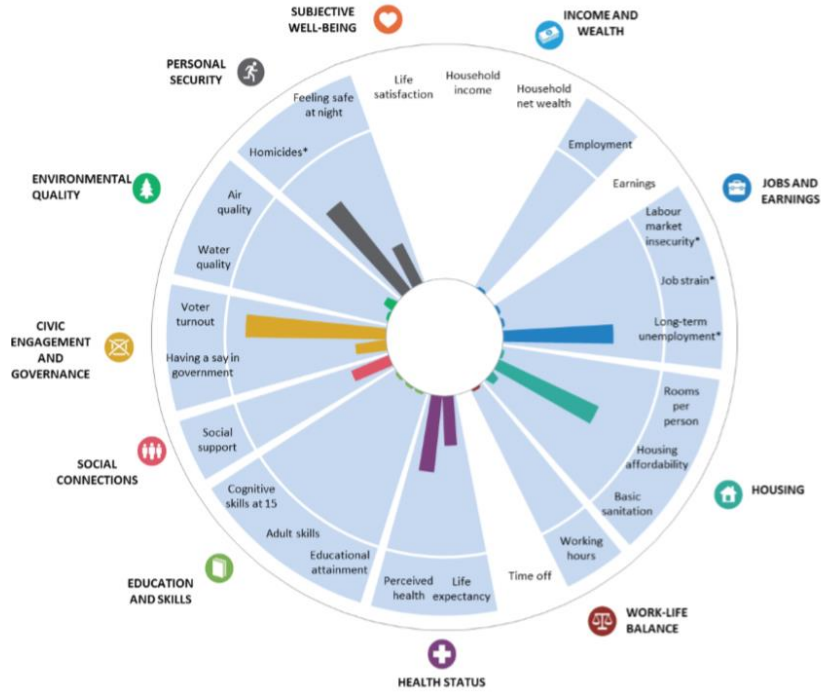 SUBJECTIVE
WELL-BEING
INCOME AND
WEALTH
PERSONAL
SECURITY
Feeling safe
at night
Life
satisfaction
Household
income
Household
net wealth
Homicides*
Employment
ENVIRONMENTAL
QUALITY
Air
quality
Earnings
JOBS AND
EARNINGS
Labour
market
insecurity*
Water
quality
Job strain*
Voter
turnout
Long-term
unemployment*
CIVIC
ENGAGEMENT
AND
GOVERNANCE
Having a say in
government
Rooms
per
person
Social
support
Housing
affordability
SOCIAL
CONNECTIONS
Cognitive
skills at 15
Basic
sanitation
HOUSING
Adult skills
Educational
attainment
Working
hours
Perceived
health
Life
expectancy
Time off
EDUCATION
AND SKILLS
WORK-LIFE
BALANCE
HEALTH STATUS